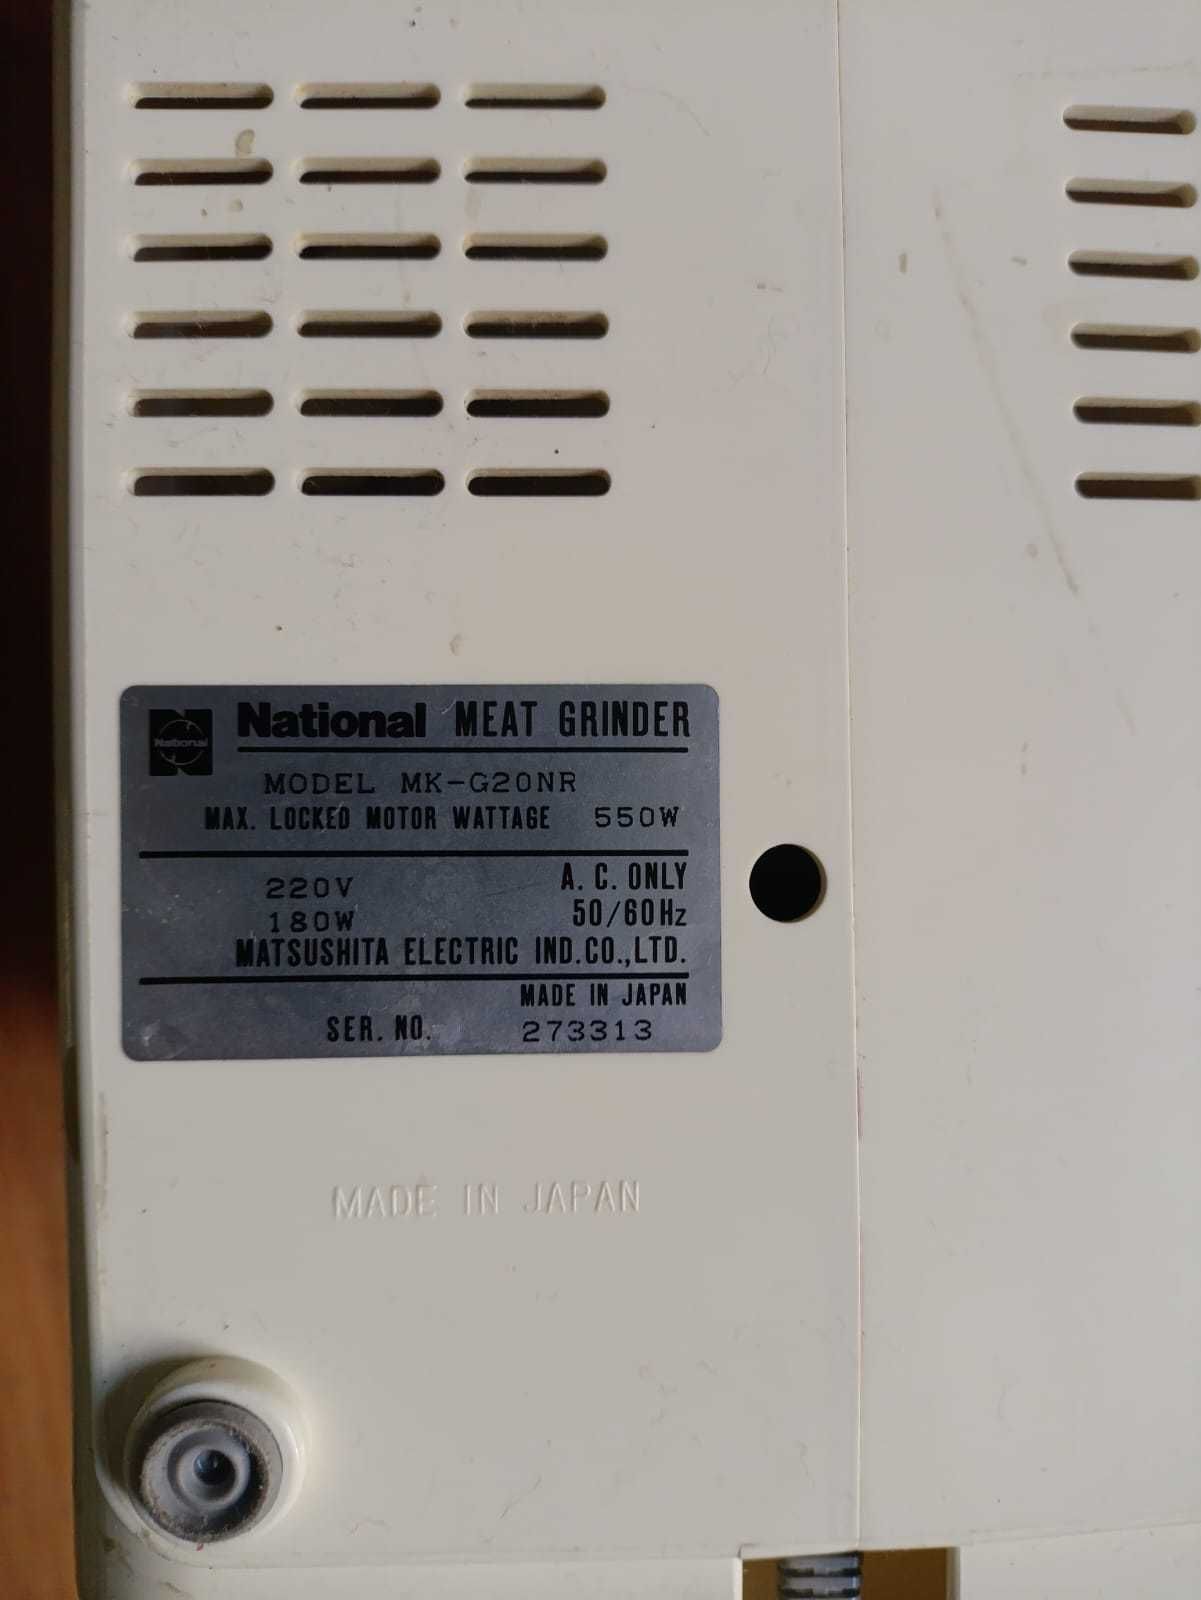 National MEAT GRINDER
National
MODEL MK-G20NR
MAX. LOCKED MOTOR WATTAGE 550W
220V A.C. ONLY
180W 50/60Hz
MATSUSHITA ELECTRIC IND.CO.,LTD.
MADE IN JAPAN
SER. NO. 273313
MADE IN JAPAN